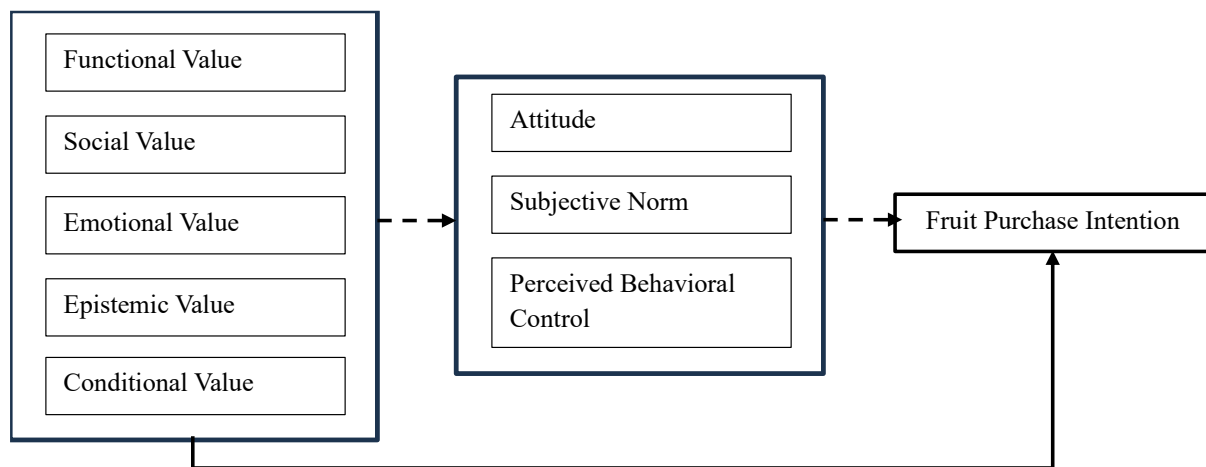 Functional Value
Social Value
Emotional Value
Epistemic Value
Conditional Value
Attitude
Subjective Norm
Perceived Behavioral
Control
Fruit Purchase Intention